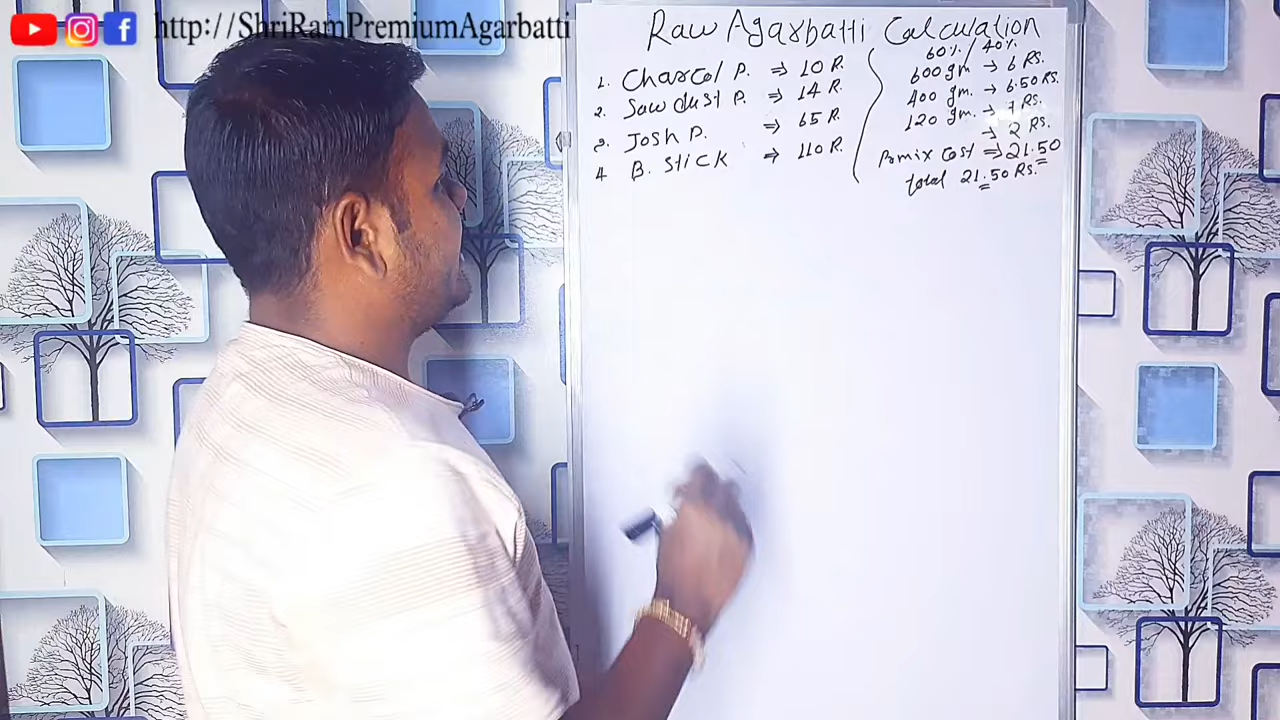 http://ShriRamPremiumAgarbatti
Raw Agarbatti Calculation
1. Charcol P. ⇒ 10 R.
2. Saw dust P. ⇒ 14 R.
3. Josh P. ⇒ 65 R.
4 B. Stick ⇒ 110 R.
60% / 40%
600 gm → 6 Rs.
400 gm. → 6.50 Rs.
120 gm. → 7 Rs.
→ 2 Rs.
Pomix Cost ⇒ 21.50
total 21.50 Rs.